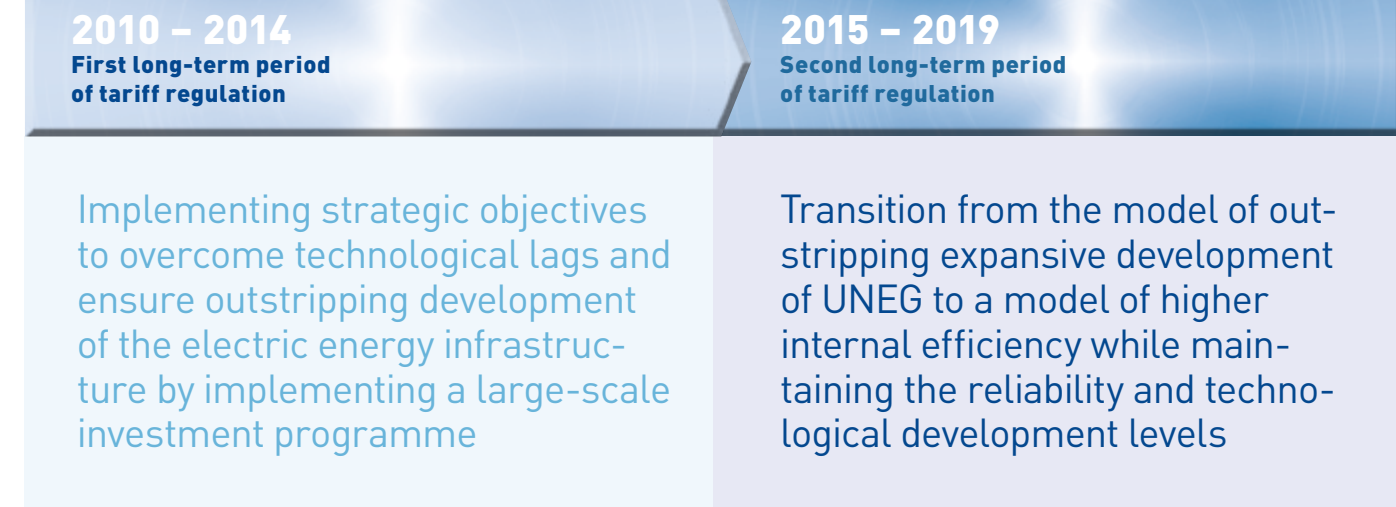 2010 – 2014
First long-term period
of tariff regulation
Implementing strategic objectives
to overcome technological lags and
ensure outstripping development
of the electric energy infrastruc-
ture by implementing a large-scale
investment programme
2015 – 2019
Second long-term period
of tariff regulation
Transition from the model of out-
stripping expansive development
of UNEG to a model of higher
internal efficiency while main-
taining the reliability and techno-
logical development levels